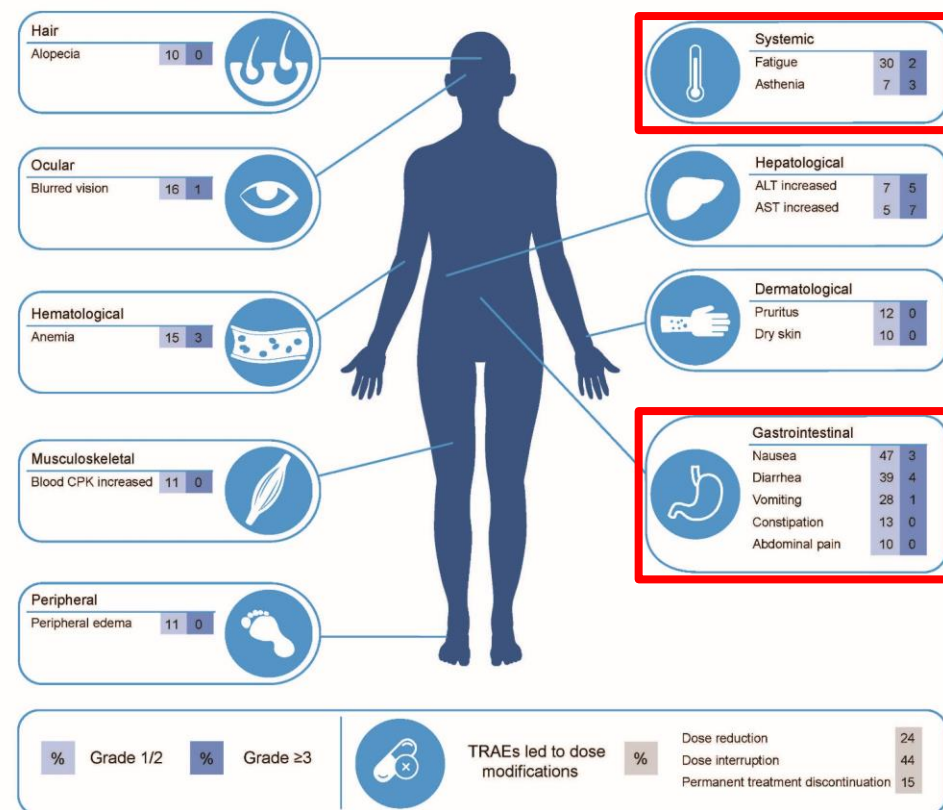 Hair
Alopecia 10 0
Ocular
Blurred vision 16 1
Hematological
Anemia 15 3
Musculoskeletal
Blood CPK increased 11 0
Peripheral
Peripheral edema 11 0
Systemic
Fatigue 30 2
Asthenia 7 3
Hepatological
ALT increased 7 5
AST increased 5 7
Dermatological
Pruritus 12 0
Dry skin 10 0
Gastrointestinal
Nausea 47 3
Diarrhea 39 4
Vomiting 28 1
Constipation 13 0
Abdominal pain 10 0
% Grade 1/2 % Grade ≥3
TRAEs led to dose
modifications
%
Dose reduction 24
Dose interruption 44
Permanent treatment discontinuation 15